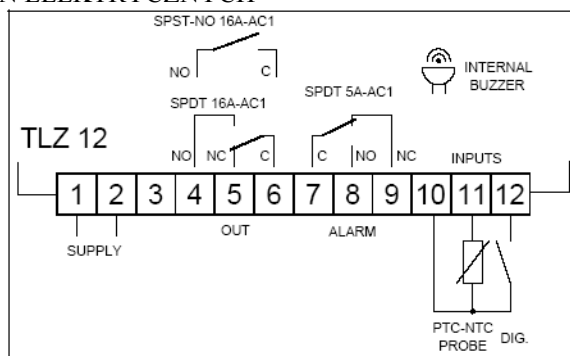 SPST-NO 16A-AC1
NO C
INTERNAL
BUZZER
SPDT 16A-AC1 SPDT 5A-AC1
TLZ 12
NO NC C C NO NC INPUTS
1 2 3 4 5 6 7 8 9 10 11 12
SUPPLY OUT ALARM
PTC-NTC
PROBE DIG.